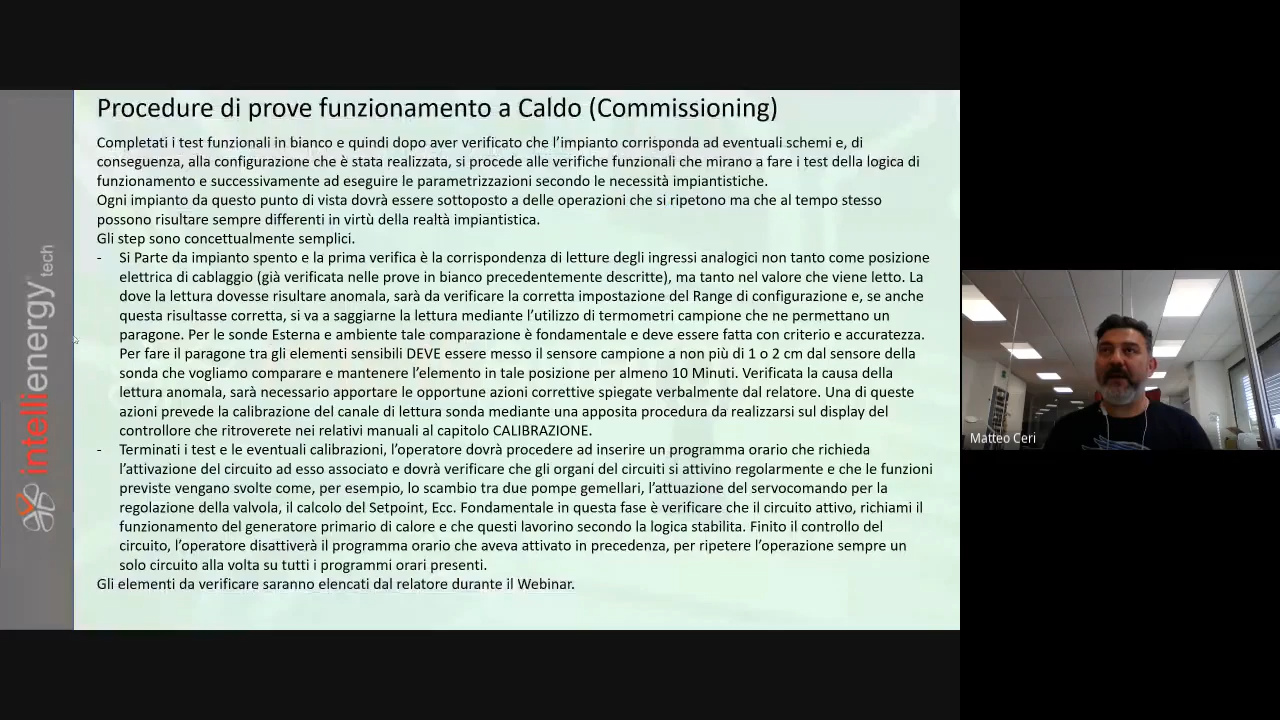 Procedure di prove funzionamento a Caldo (Commissioning)
Completati i test funzionali in bianco e quindi dopo aver verificato che l'impianto corrisponda ad eventuali schemi e, di
conseguenza, alla configurazione che è stata realizzata, si procede alle verifiche funzionali che mirano a fare i test della logica di
funzionamento e successivamente ad eseguire le parametrizzazioni secondo le necessità impiantistiche.
Ogni impianto da questo punto di vista dovrà essere sottoposto a delle operazioni che si ripetono ma che al tempo stesso
possono risultare sempre differenti in virtù della realtà impiantistica.
Gli step sono concettualmente semplici.
- Si Parte da impianto spento e la prima verifica è la corrispondenza di letture degli ingressi analogici non tanto come posizione
elettrica di cablaggio (già verificata nelle prove in bianco precedentemente descritte), ma tanto nel valore che viene letto. La
dove la lettura dovesse risultare anomala, sarà da verificare la corretta impostazione del Range di configurazione e, se anche
questa risultasse corretta, si va a saggiarne la lettura mediante l'utilizzo di termometri campione che ne permettano un
paragone. Per le sonde Esterna e ambiente tale comparazione è fondamentale e deve essere fatta con criterio e accuratezza.
Per fare il paragone tra gli elementi sensibili DEVE essere messo il sensore campione a non più di 1 o 2 cm dal sensore della
sonda che vogliamo comparare e mantenere l'elemento in tale posizione per almeno 10 Minuti. Verificata la causa della
lettura anomala, sarà necessario apportare le opportune azioni correttive spiegate verbalmente dal relatore. Una di queste
azioni prevede la calibrazione del canale di lettura sonda mediante una apposita procedura da realizzarsi sul display del
controllore che ritroverete nei relativi manuali al capitolo CALIBRAZIONE.
- Terminati i test e le eventuali calibrazioni, l'operatore dovrà procedere ad inserire un programma orario che richieda
l'attivazione del circuito ad esso associato e dovrà verificare che gli organi del circuiti si attivino regolarmente e che le funzioni
previste vengano svolte come, per esempio, lo scambio tra due pompe gemellari, l'attuazione del servocomando per la
regolazione della valvola, il calcolo del Setpoint, Ecc. Fondamentale in questa fase è verificare che il circuito attivo, richiami il
funzionamento del generatore primario di calore e che questi lavorino secondo la logica stabilita. Finito il controllo del
circuito, l'operatore disattiverà il programma orario che aveva attivato in precedenza, per ripetere l'operazione sempre un
solo circuito alla volta su tutti i programmi orari presenti.
Gli elementi da verificare saranno elencati dal relatore durante il Webinar.
intellienergy tech
Matteo Ceri